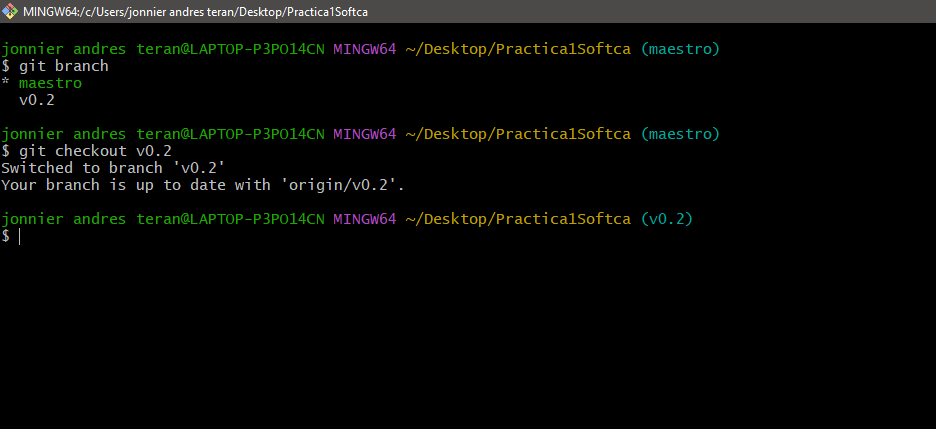 MINGW64:/c/Users/jonnier andres teran/Desktop/Practica1Softca
jonnier andres teran@LAPTOP-P3PO14CN MINGW64 ~/Desktop/Practica1Softca (maestro)
$ git branch
* maestro
  v0.2
jonnier andres teran@LAPTOP-P3PO14CN MINGW64 ~/Desktop/Practica1Softca (maestro)
$ git checkout v0.2
Switched to branch 'v0.2'
Your branch is up to date with 'origin/v0.2'.
jonnier andres teran@LAPTOP-P3PO14CN MINGW64 ~/Desktop/Practica1Softca (v0.2)
$